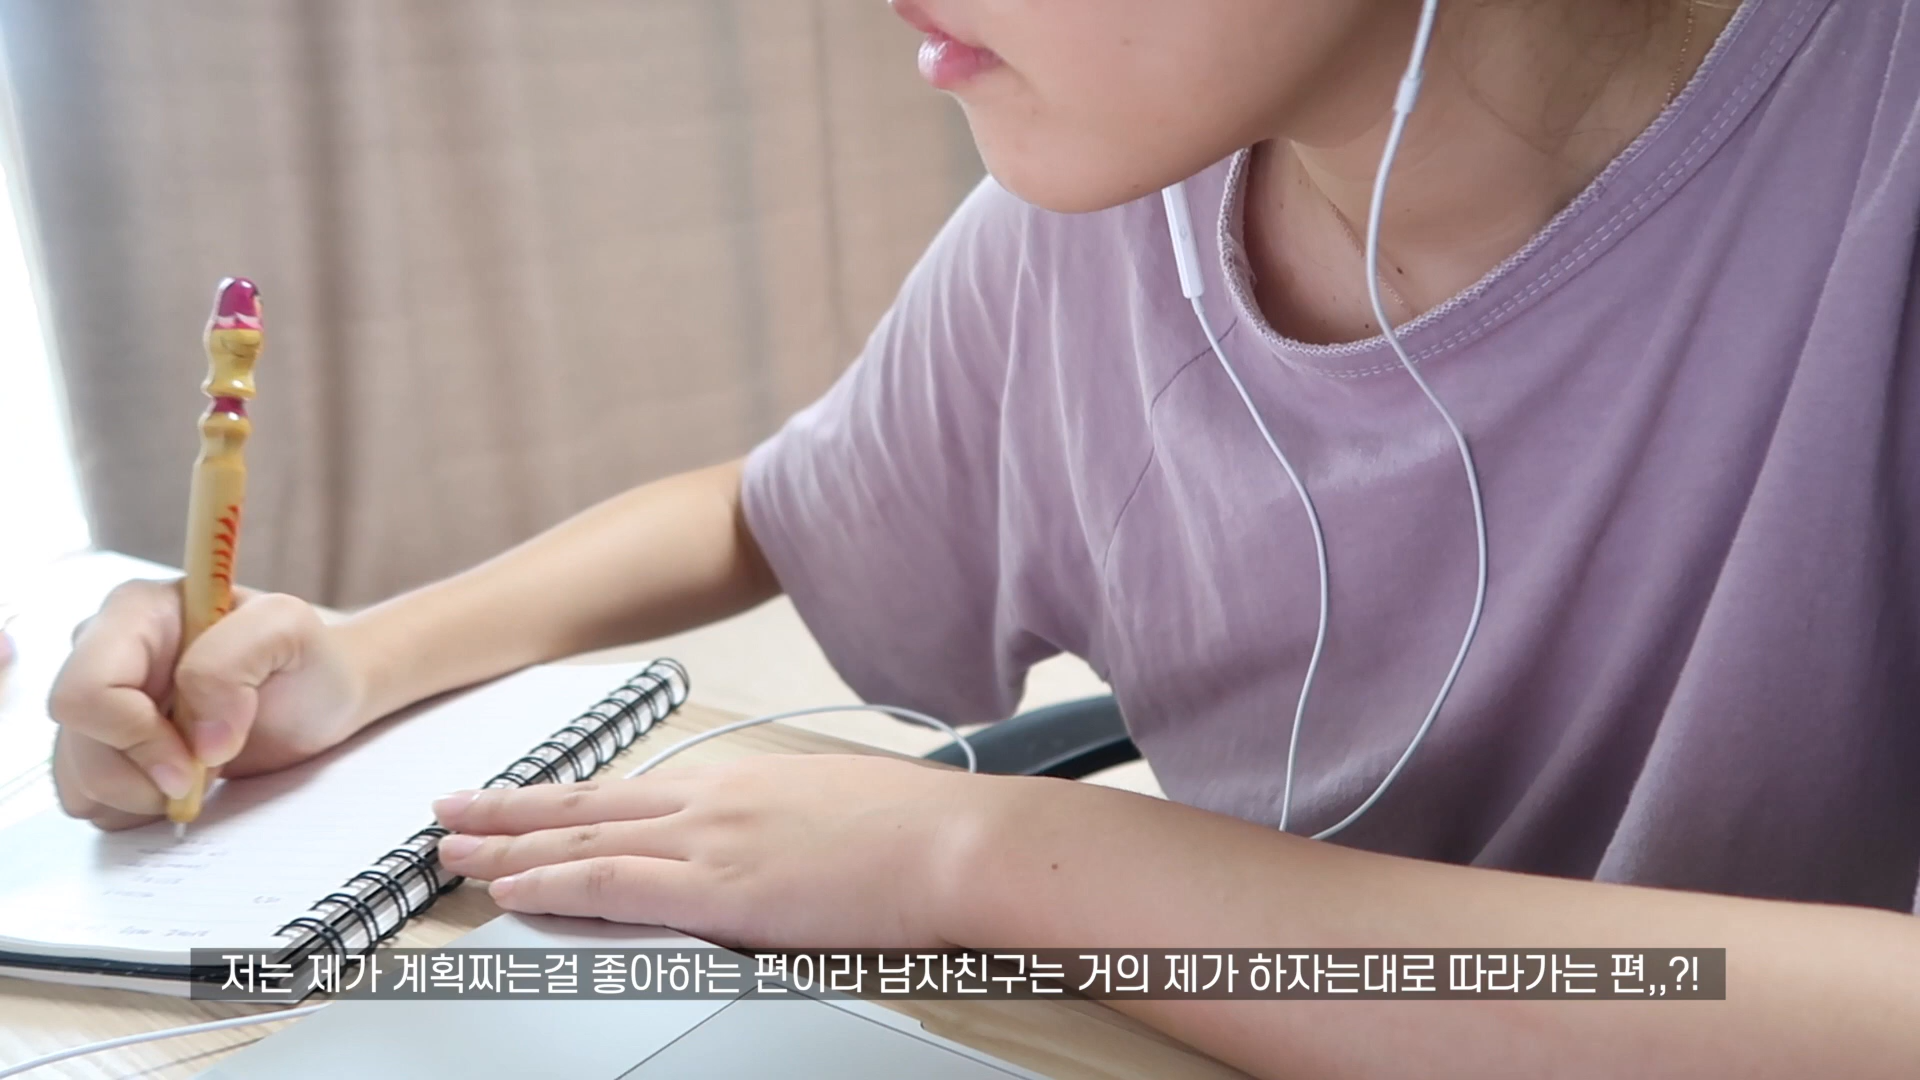 저는 제가 계획짜는걸 좋아하는 편이라 남자친구는 거의 제가 하자는대로 따라가는 편,,?!